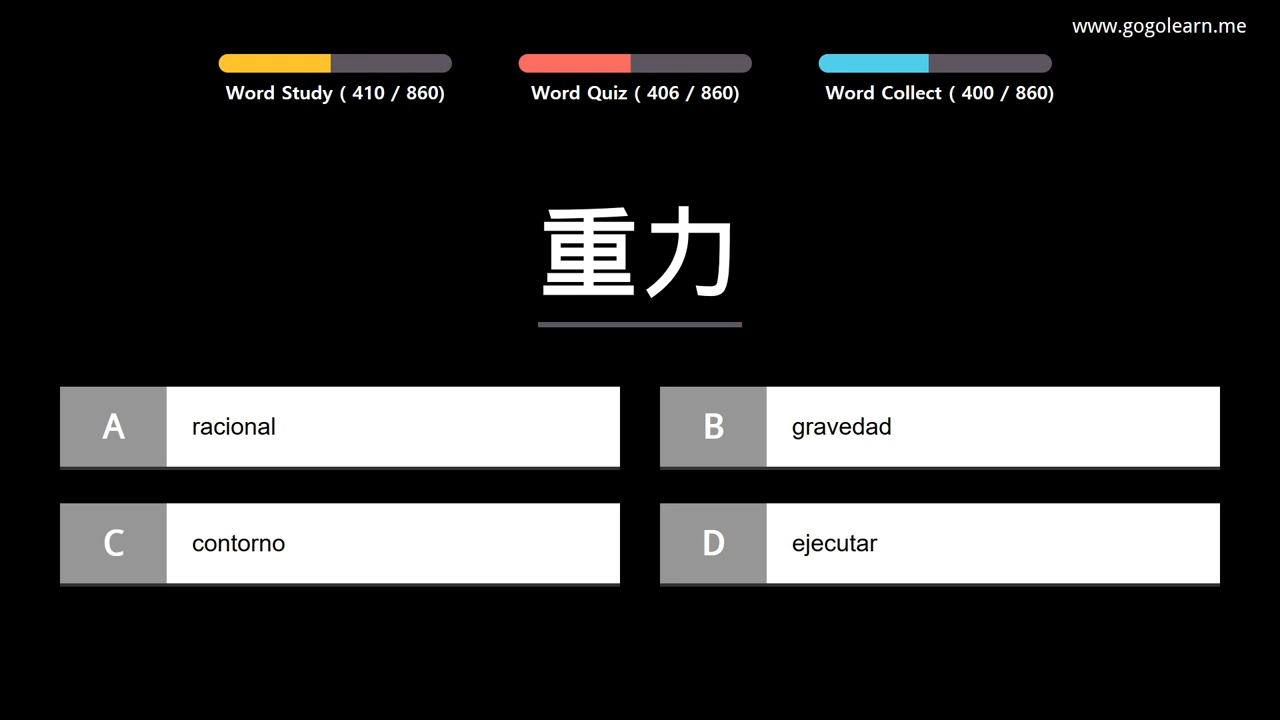 www.gogolearn.me
Word Study ( 410 / 860)
Word Quiz ( 406 / 860)
Word Collect ( 400 / 860)
重力
A racional
B gravedad
C contorno
D ejecutar